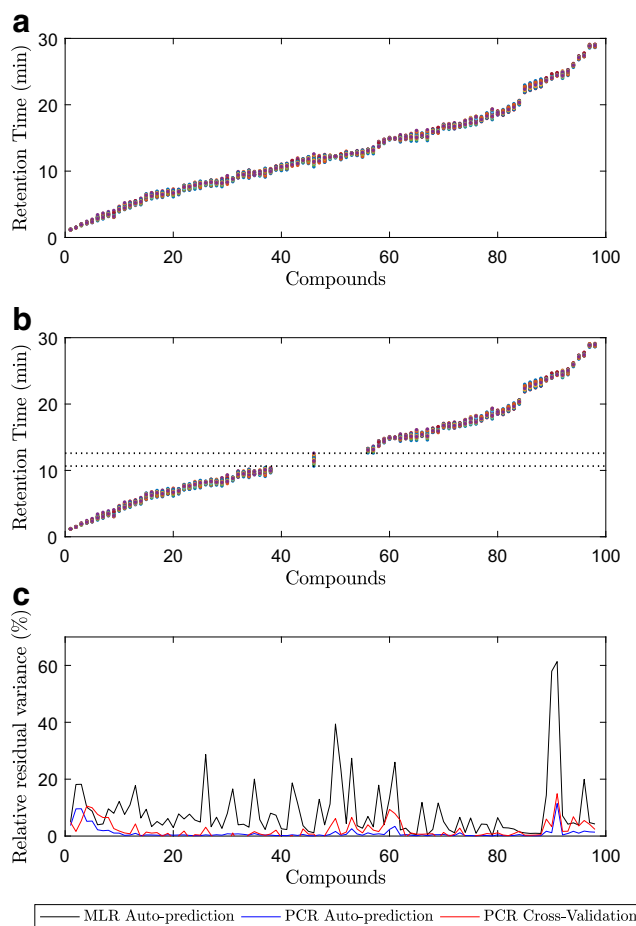 a
30
20
10
0
Retention Time (min)
0 20 40 60 80 100
Compounds
b
30
20
10
0
Retention Time (min)
0 20 40 60 80 100
Compounds
c
60
40
20
0
Relative residual variance (%)
0 20 40 60 80 100
Compounds
MLR Auto-prediction PCR Auto-prediction PCR Cross-Validation